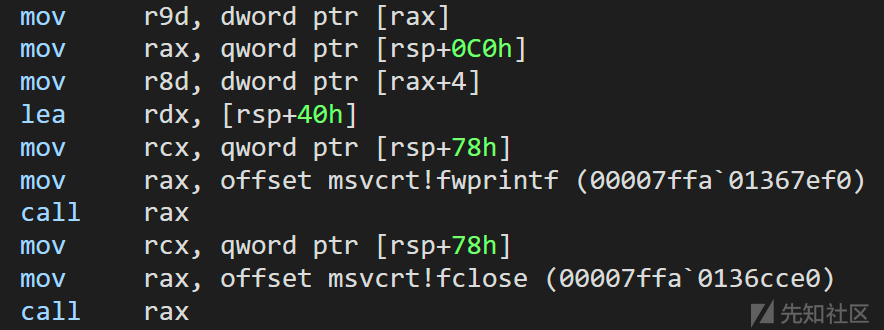 mov     r9d, dword ptr [rax]
mov     rax, qword ptr [rsp+0C0h]
mov     r8d, dword ptr [rax+4]
lea     rdx, [rsp+40h]
mov     rcx, qword ptr [rsp+78h]
mov     rax, offset msvcrt!fwprintf (00007ffa`01367ef0)
call    rax
mov     rcx, qword ptr [rsp+78h]
mov     rax, offset msvcrt!fclose (00007ffa`0136cce0)
call    rax
先知社区